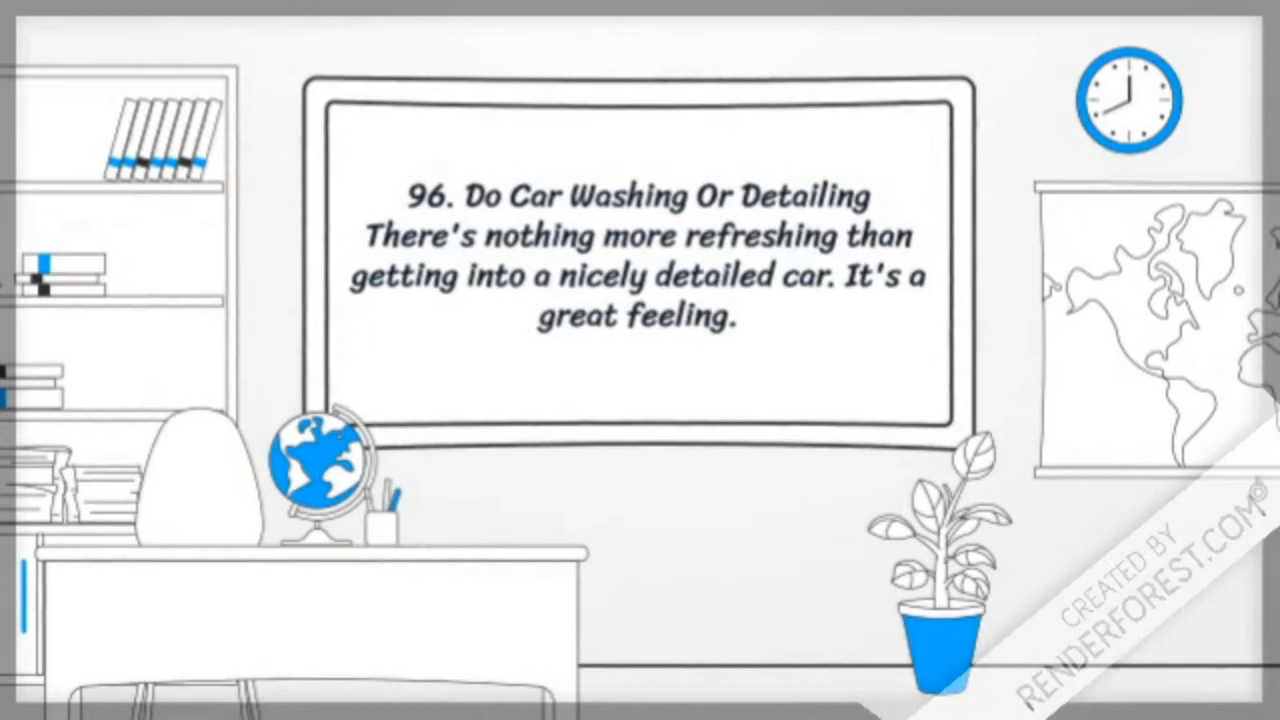 96. Do Car Washing Or Detailing
There's nothing more refreshing than
getting into a nicely detailed car. It's a
great feeling.
CREATED BY
RENDERFOREST.COM©